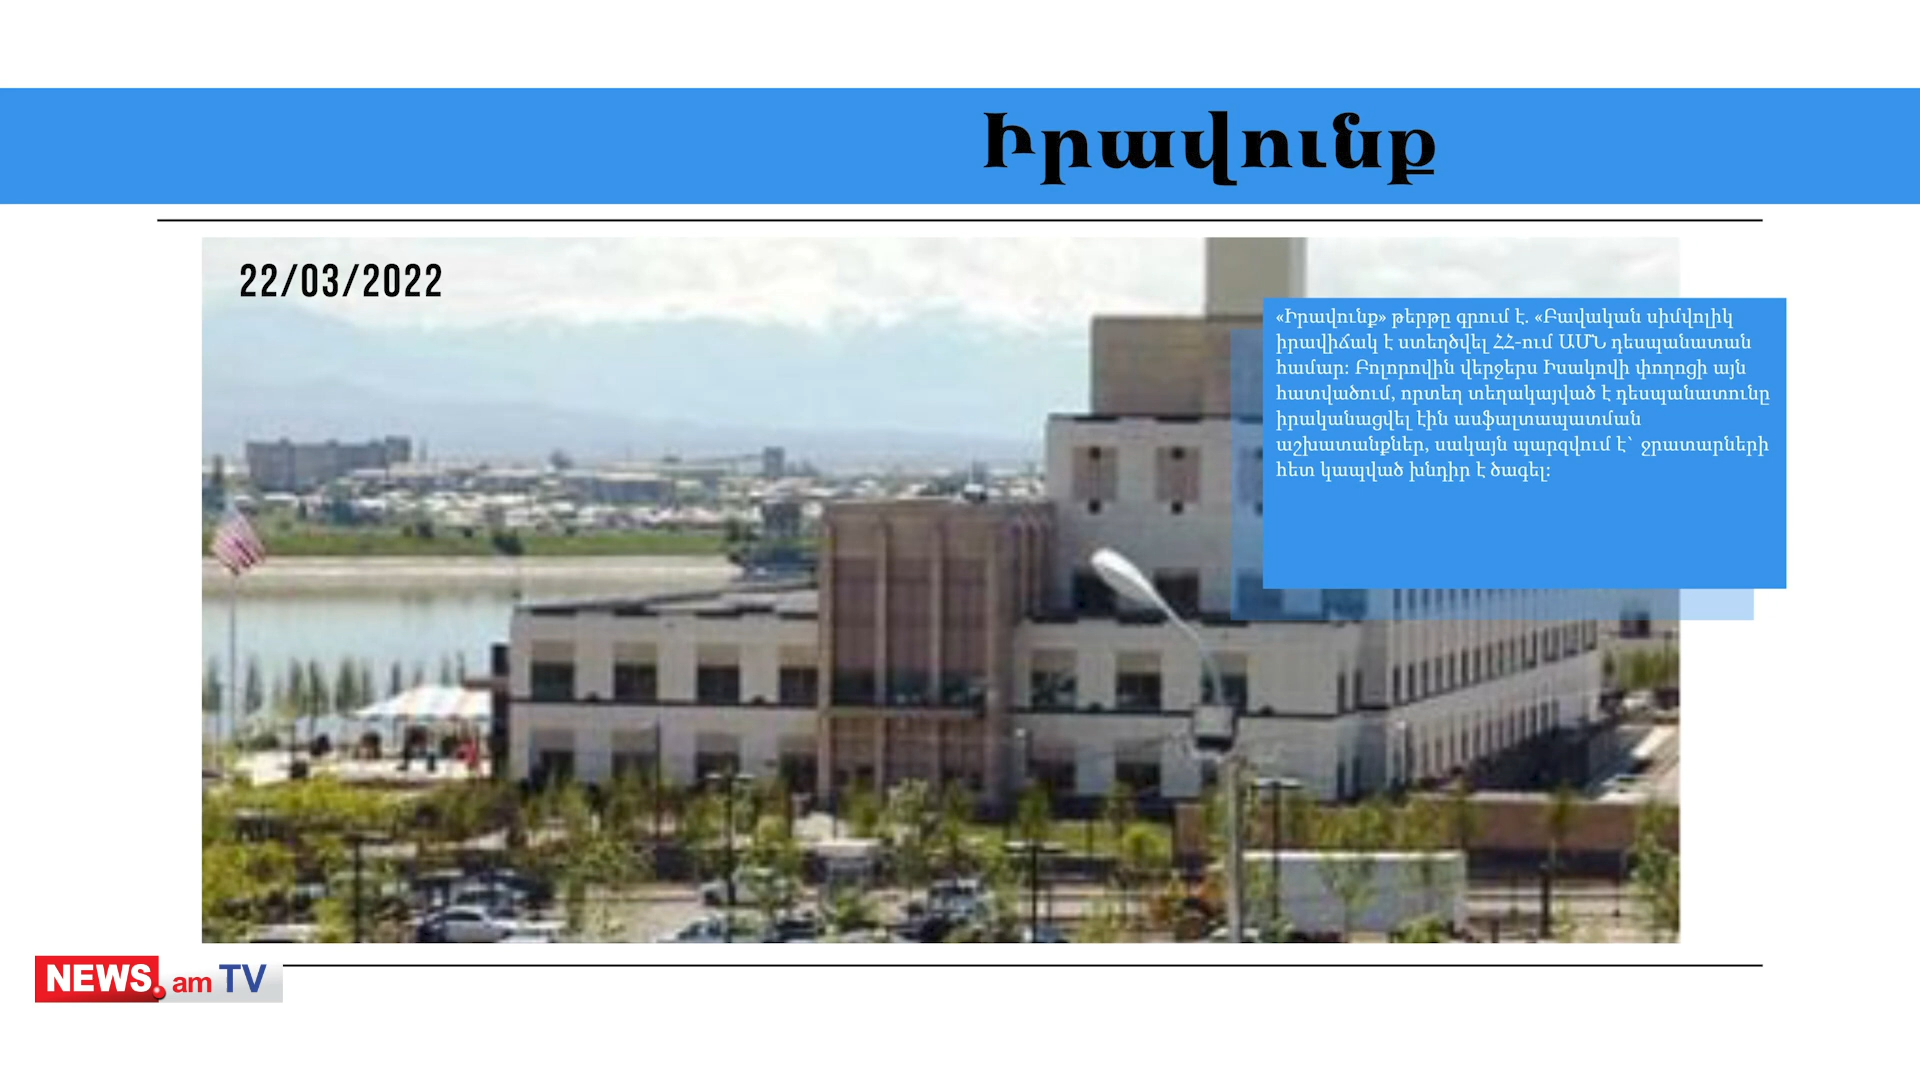 Իրավունք
22/03/2022
«Իրավունք» թերթը գրում է. «Բավական սիմվոլիկ
իրավիճակ է ստեղծվել ՀՀ-ում ԱՄՆ դեսպանատան
համար: Բոլորովին վերջերս Իսակովի փողոցի այն
հատվածում, որտեղ տեղակայված է դեսպանատունը
իրականացվել էին ասֆալտապատման
աշխատանքներ, սակայն պարզվում է` ջրատարների
հետ կապված խնդիր է ծագել:
NEWS.am TV